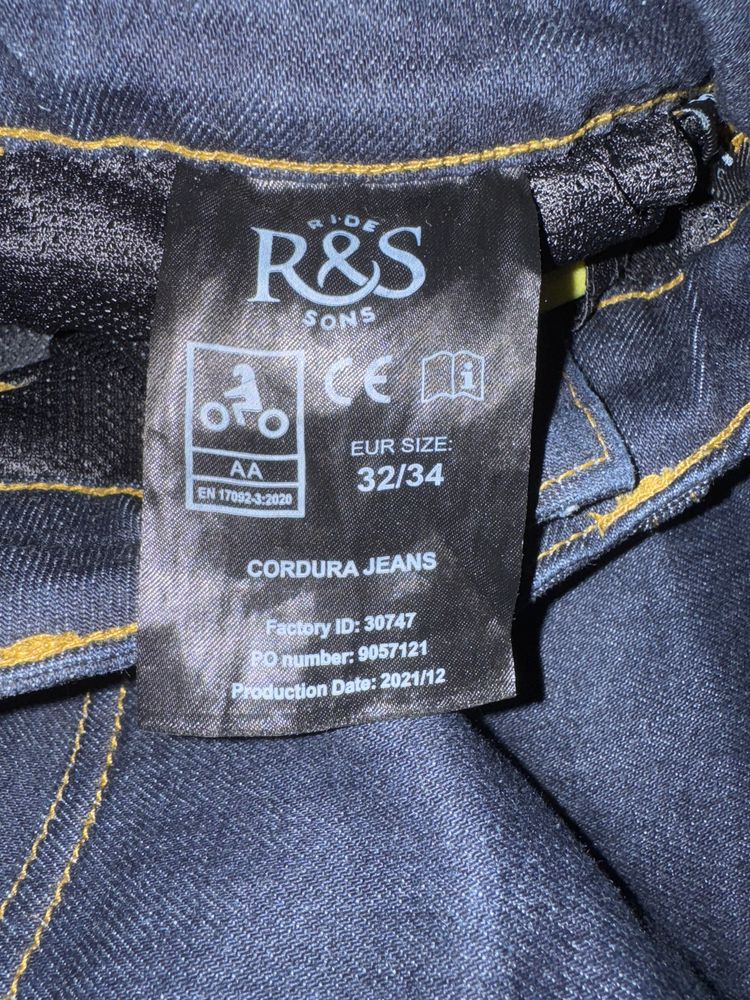 RIDE
R&S
SONS
CE
i
AA
EN 17092-3:2020
EUR SIZE:
32/34
CORDURA JEANS
Factory ID: 30747
PO number: 9057121
Production Date: 2021/12